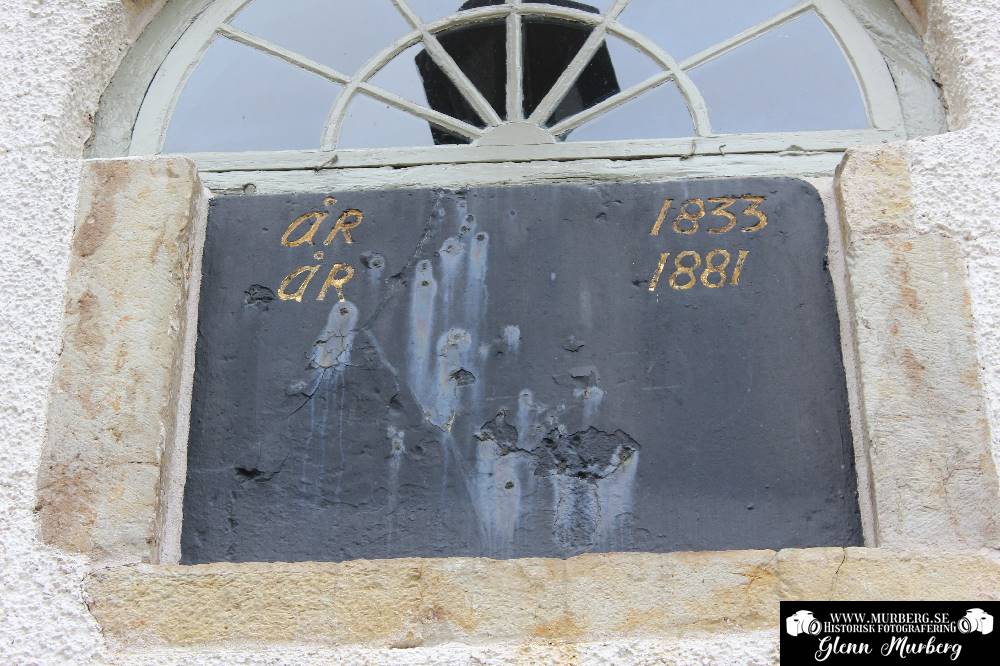 åR 1833
åR 1881
WWW.MURBERG.SE
HISTORISK FOTOGRAFERING
Glenn Murberg